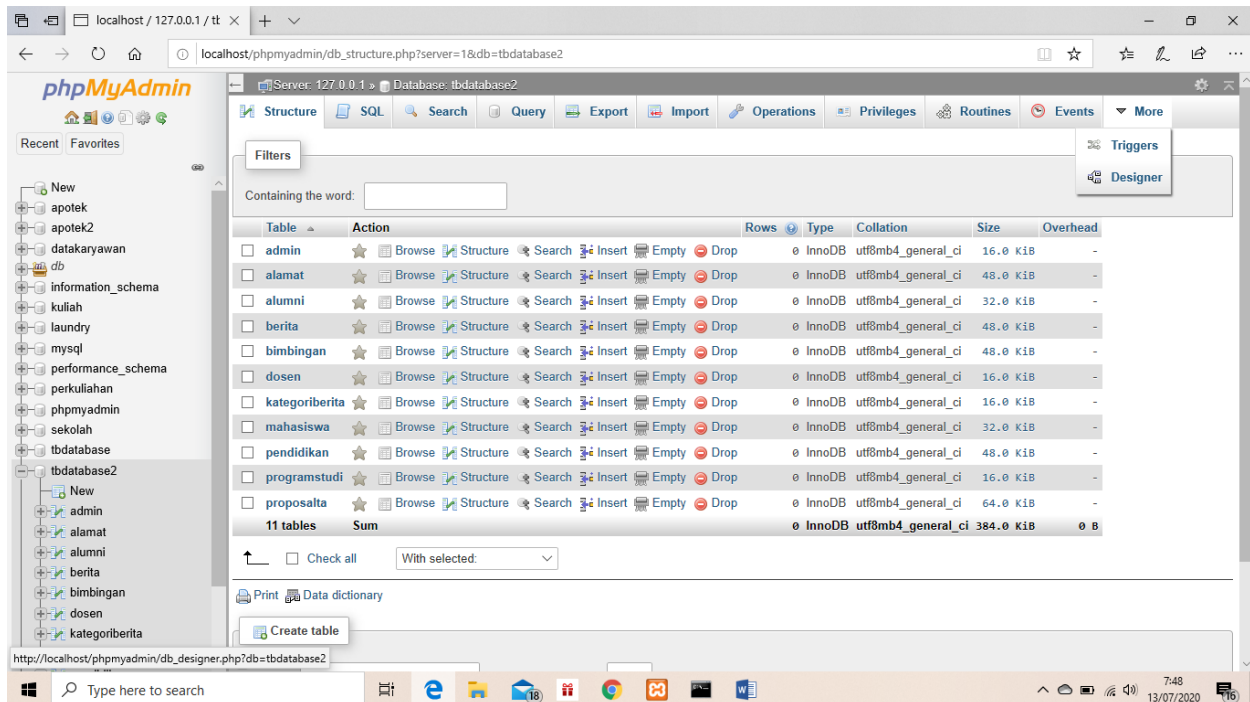 localhost / 127.0.0.1 / tb
localhost/phpmyadmin/db_structure.php?server=1&db=tbdatabase2
phpMyAdmin
Recent Favorites
New
apotek
apotek2
datakaryawan
db
information_schema
kuliah
laundry
mysql
performance_schema
perkuliahan
phpmyadmin
sekolah
tbdatabase
tbdatabase2
New
admin
alamat
alumni
berita
bimbingan
dosen
kategoriberita
http://localhost/phpmyadmin/db_designer.php?db=tbdatabase2
Server: 127.0.0.1 » Database: tbdatabase2
Structure SQL Search Query Export Import Operations Privileges Routines Events More
Triggers
Designer
Filters
Containing the word:
Table Action Rows Type Collation Size Overhead
admin Browse Structure Search Insert Empty Drop 0 InnoDB utf8mb4_general_ci 16.0 KiB -
alamat Browse Structure Search Insert Empty Drop 0 InnoDB utf8mb4_general_ci 48.0 KiB -
alumni Browse Structure Search Insert Empty Drop 0 InnoDB utf8mb4_general_ci 32.0 KiB -
berita Browse Structure Search Insert Empty Drop 0 InnoDB utf8mb4_general_ci 48.0 KiB -
bimbingan Browse Structure Search Insert Empty Drop 0 InnoDB utf8mb4_general_ci 48.0 KiB -
dosen Browse Structure Search Insert Empty Drop 0 InnoDB utf8mb4_general_ci 16.0 KiB -
kategoriberita Browse Structure Search Insert Empty Drop 0 InnoDB utf8mb4_general_ci 16.0 KiB -
mahasiswa Browse Structure Search Insert Empty Drop 0 InnoDB utf8mb4_general_ci 32.0 KiB -
pendidikan Browse Structure Search Insert Empty Drop 0 InnoDB utf8mb4_general_ci 48.0 KiB -
programstudi Browse Structure Search Insert Empty Drop 0 InnoDB utf8mb4_general_ci 16.0 KiB -
proposalta Browse Structure Search Insert Empty Drop 0 InnoDB utf8mb4_general_ci 64.0 KiB -
11 tables Sum 0 InnoDB utf8mb4_general_ci 384.0 KiB 0 B
Check all With selected:
Print Data dictionary
Create table
Type here to search
18
7:48
13/07/2020
16